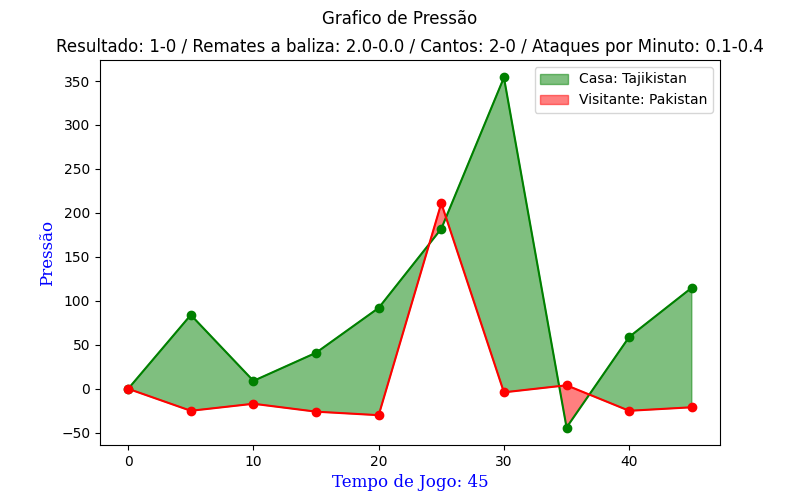 Grafico de Pressão
Resultado: 1-0 / Remates a baliza: 2.0-0.0 / Cantos: 2-0 / Ataques por Minuto: 0.1-0.4
Casa: Tajikistan
Visitante: Pakistan
350
300
250
200
150
100
50
0
−50
Pressão
0 10 20 30 40
Tempo de Jogo: 45